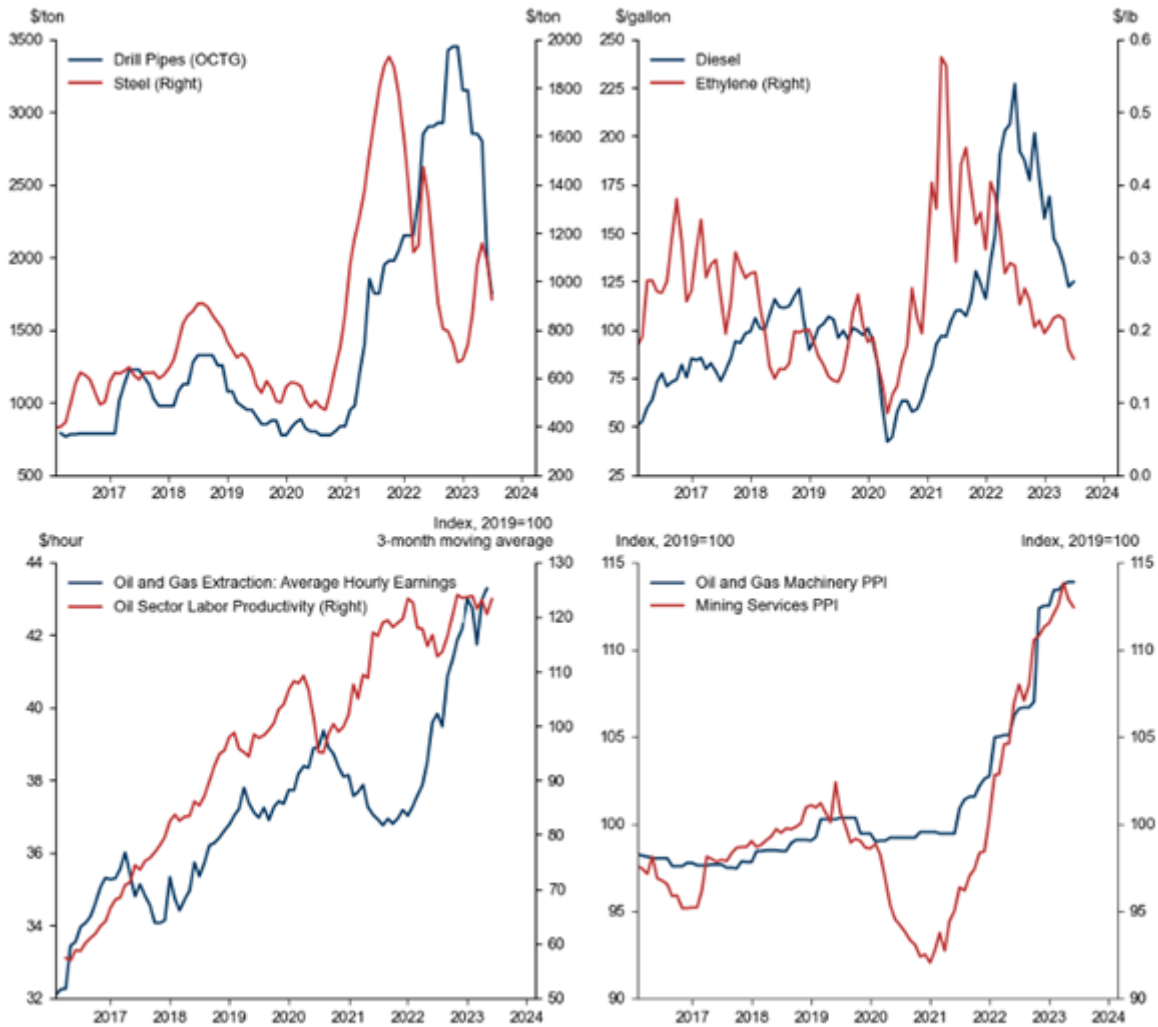 $/ton
$/ton
3500
2000
Drill Pipes (OCTG)
Steel (Right)
1800
3000
1600
2500
1400
1200
2000
1000
1500
800
600
1000
400
500
200
2017 2018 2019 2020 2021 2022 2023 2024
$/gallon
$/lb
250
0.6
Diesel
Ethylene (Right)
225
0.5
200
175
0.4
150
0.3
125
100
0.2
75
0.1
50
25
0.0
2017 2018 2019 2020 2021 2022 2023 2024
Index, 2019=100
$/hour
3-month moving average
44
130
Oil and Gas Extraction: Average Hourly Earnings
Oil Sector Labor Productivity (Right)
120
42
110
40
100
90
38
80
36
70
34
60
32
50
2017 2018 2019 2020 2021 2022 2023 2024
Index, 2019=100
Index, 2019=100
115
115
Oil and Gas Machinery PPI
Mining Services PPI
110
110
105
105
100
100
95
95
90
90
2017 2018 2019 2020 2021 2022 2023 2024